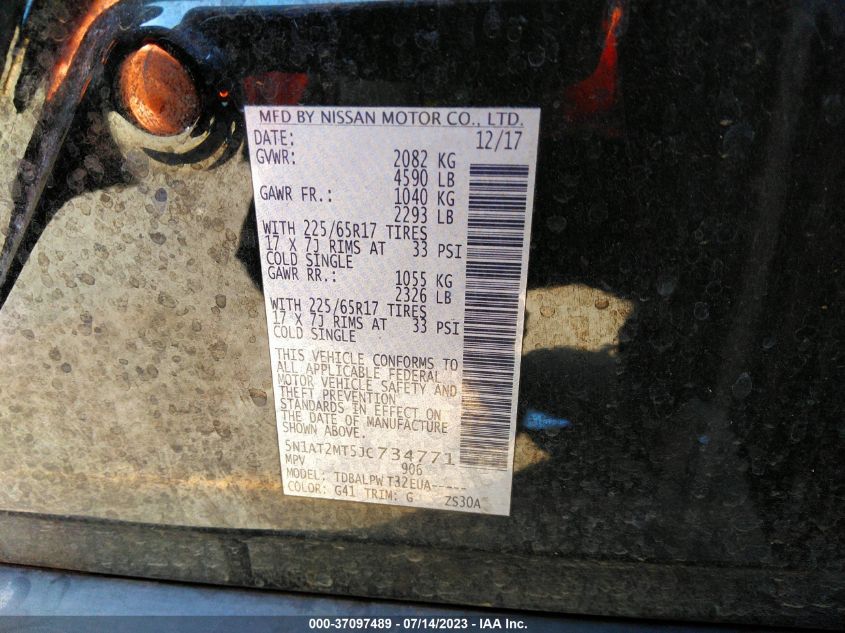 MFD BY NISSAN MOTOR CO., LTD.
DATE: 12/17
GVWR: 2082 KG
4590 LB
GAWR FR.: 1040 KG
2293 LB
WITH 225/65R17 TIRES
17 X 7J RIMS AT 33 PSI
COLD SINGLE
GAWR RR.: 1055 KG
2326 LB
WITH 225/65R17 TIRES
17 X 7J RIMS AT 33 PSI
COLD SINGLE
THIS VEHICLE CONFORMS TO
ALL APPLICABLE FEDERAL
MOTOR VEHICLE SAFETY AND
THEFT PREVENTION
STANDARDS IN EFFECT ON
THE DATE OF MANUFACTURE
SHOWN ABOVE.
5N1AT2MT5JC734771
MPV 906
MODEL: TDBALPWT32EUA-----
COLOR: G41 TRIM: G ZS30A
000-37097489 - 07/14/2023 - IAA Inc.